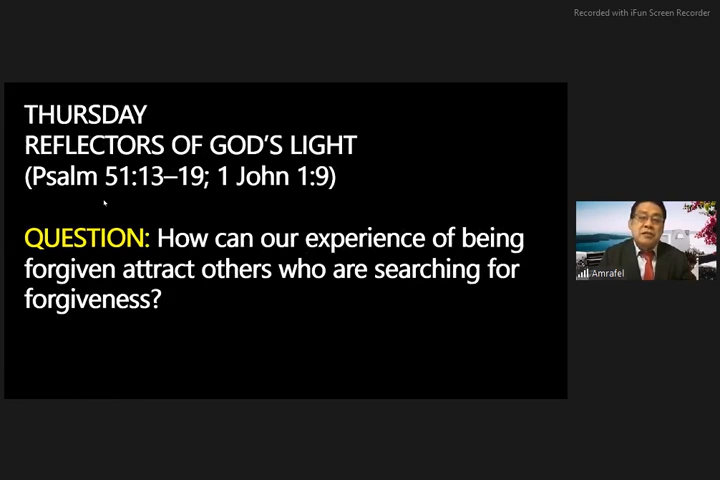 Recorded with iFun Screen Recorder
THURSDAY
REFLECTORS OF GOD'S LIGHT
(Psalm 51:13–19; 1 John 1:9)
QUESTION: How can our experience of being
forgiven attract others who are searching for
forgiveness?
Amrafel